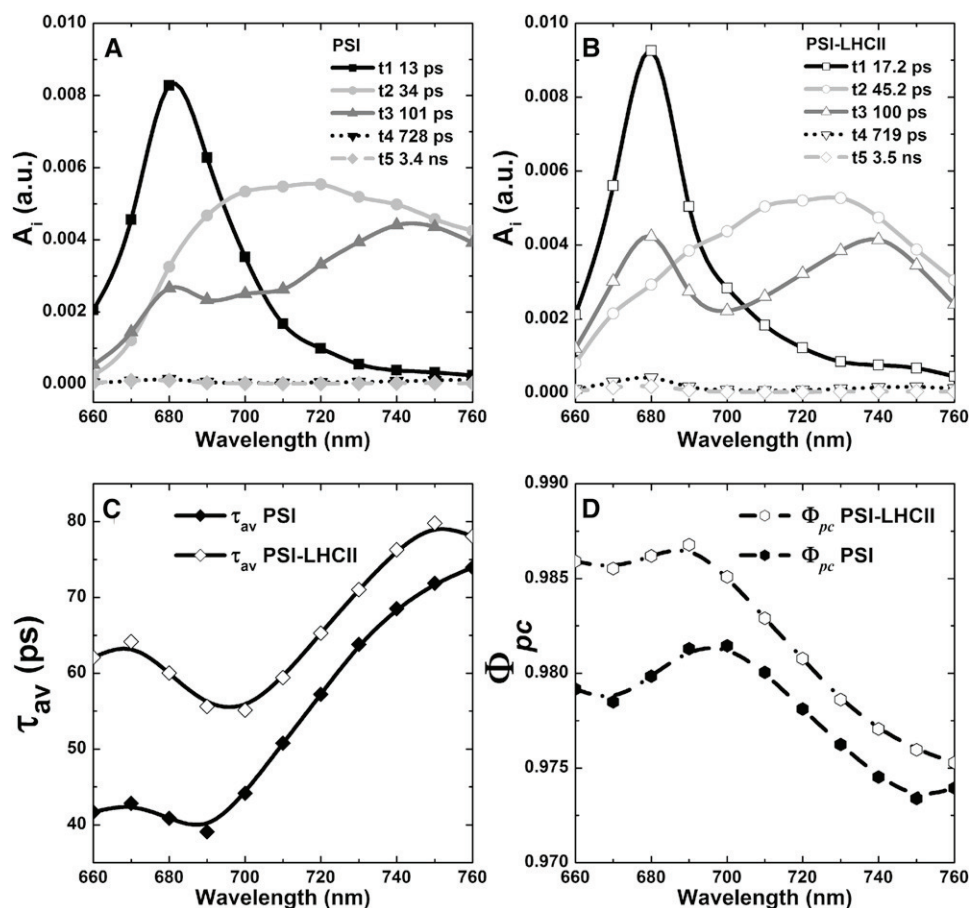 A
PSI
t1 13 ps
t2 34 ps
t3 101 ps
t4 728 ps
t5 3.4 ns
0.010
0.008
0.006
0.004
0.002
0.000
A_i (a.u.)
660 680 700 720 740 760
Wavelength (nm)
B
PSI-LHCII
t1 17.2 ps
t2 45.2 ps
t3 100 ps
t4 719 ps
t5 3.5 ns
0.010
0.008
0.006
0.004
0.002
0.000
A_i (a.u.)
660 680 700 720 740 760
Wavelength (nm)
C
τ_av PSI
τ_av PSI-LHCII
80
70
60
50
40
τ_av (ps)
660 680 700 720 740 760
Wavelength (nm)
D
Φ_pc PSI-LHCII
Φ_pc PSI
0.990
0.985
0.980
0.975
0.970
Φ_pc
660 680 700 720 740 760
Wavelength (nm)